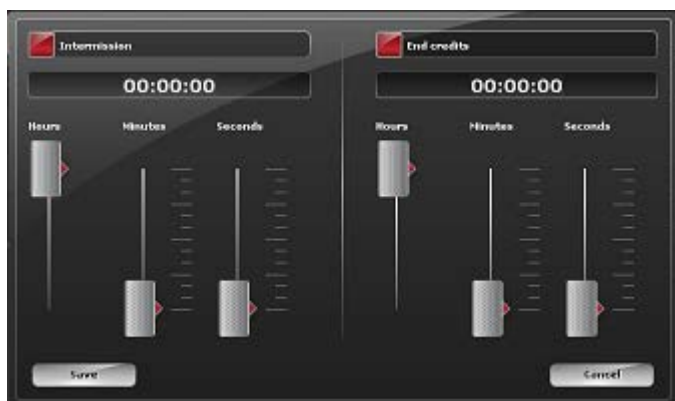 Intermission
End credits
00:00:00
00:00:00
Hours Minutes Seconds
Hours Minutes Seconds
Save
Cancel